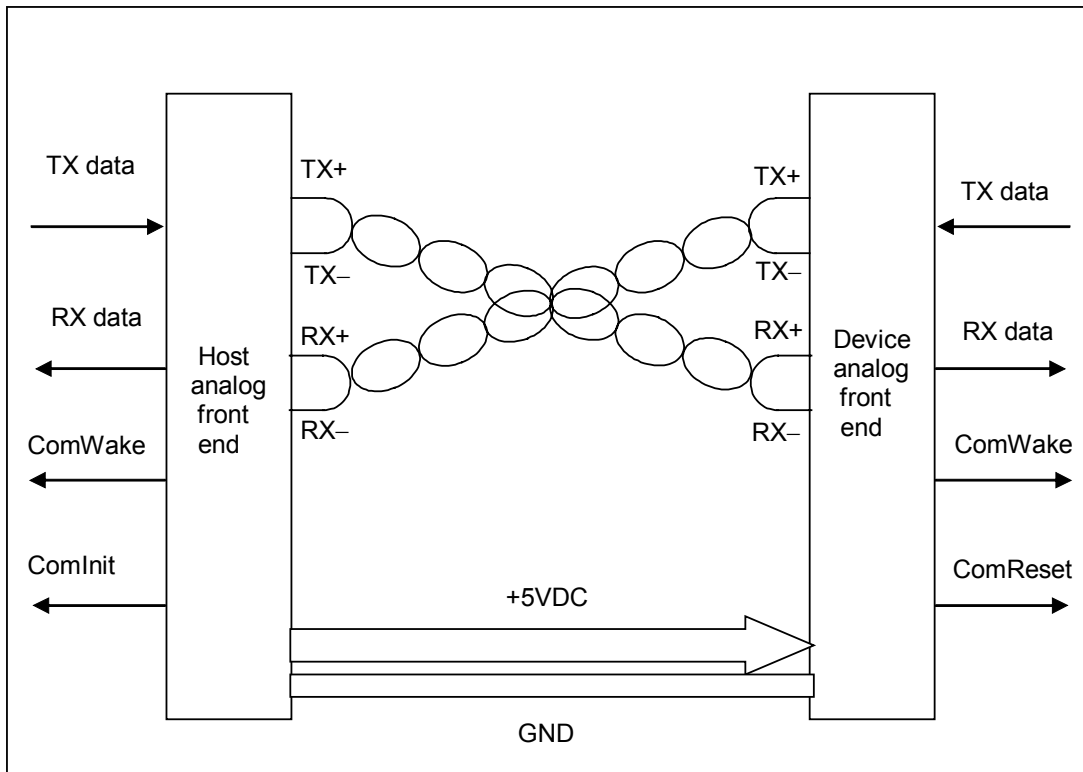 TX data
RX data
ComWake
ComInit
Host
analog
front
end
TX+
TX–
RX+
RX–
TX+
TX–
RX+
RX–
Device
analog
front
end
TX data
RX data
ComWake
ComReset
+5VDC
GND